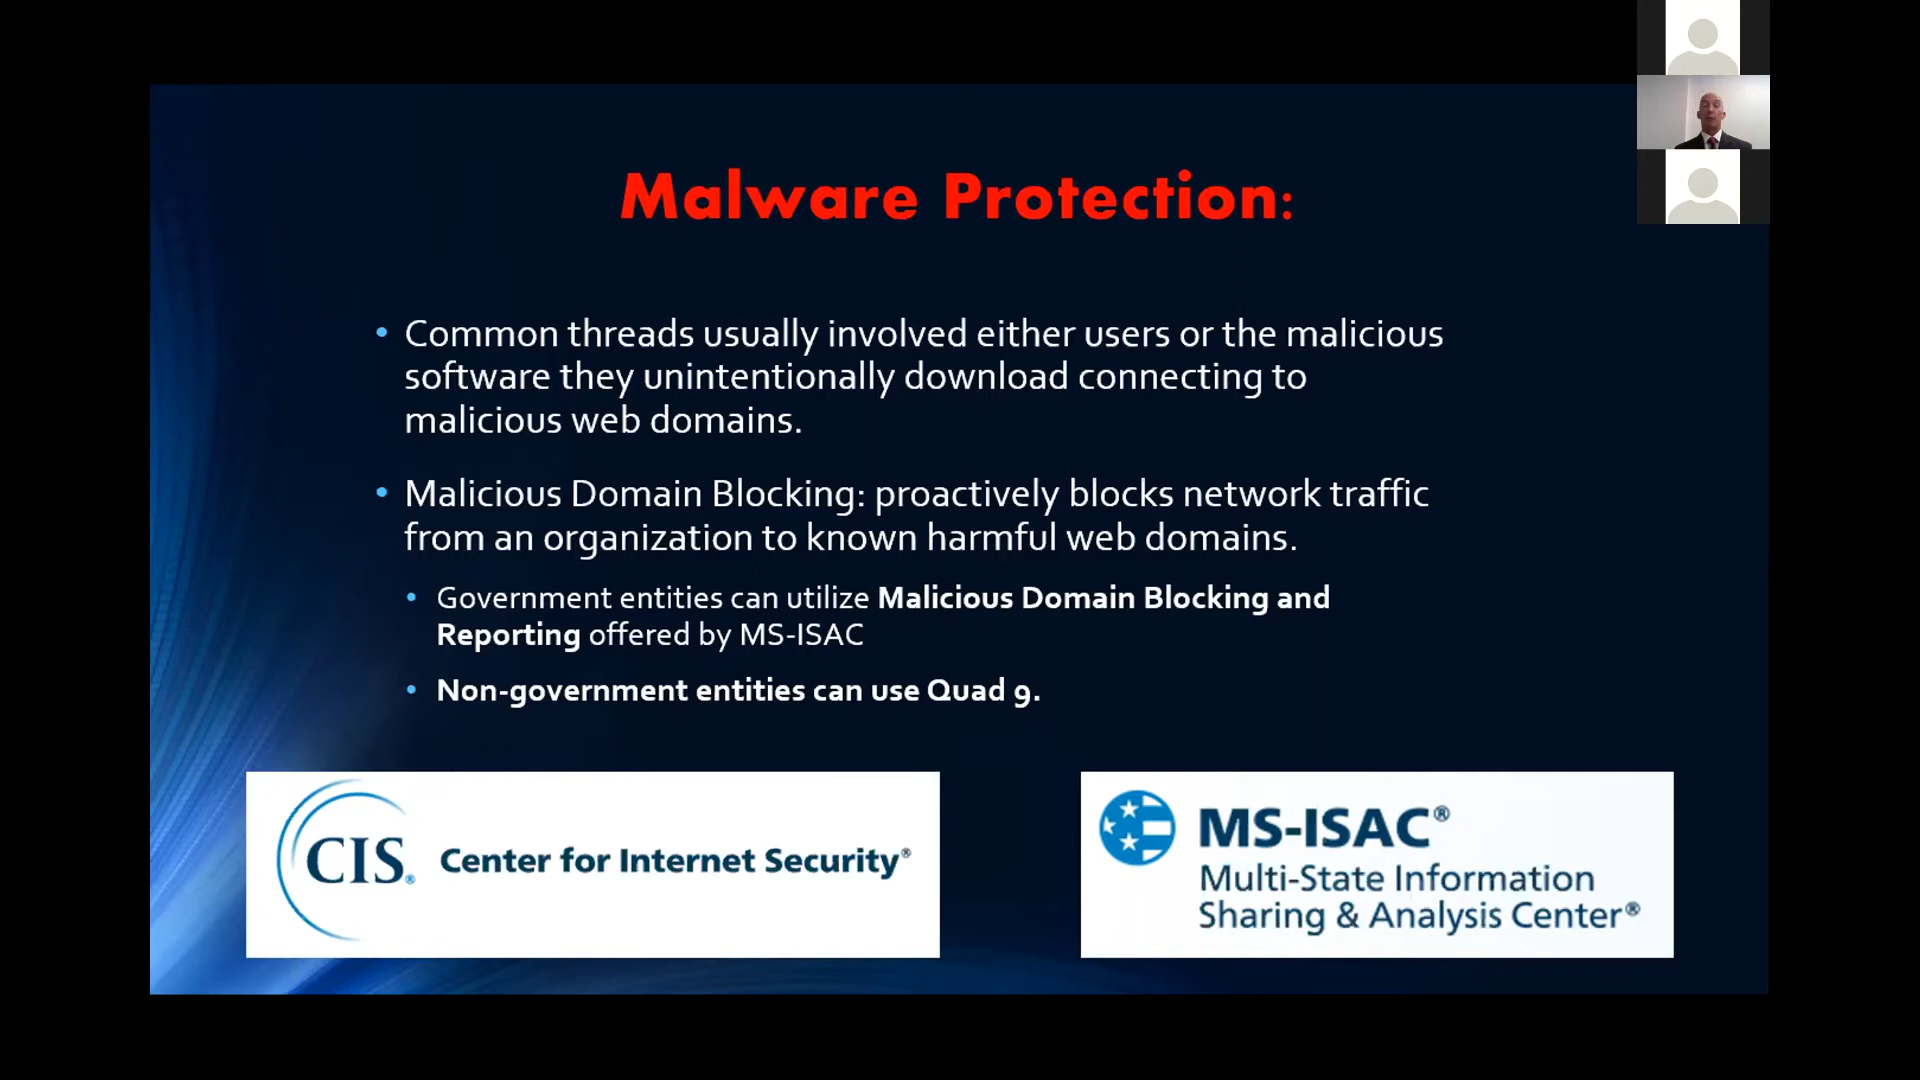 Malware Protection:
• Common threads usually involved either users or the malicious
software they unintentionally download connecting to
malicious web domains.
• Malicious Domain Blocking: proactively blocks network traffic
from an organization to known harmful web domains.
• Government entities can utilize Malicious Domain Blocking and
Reporting offered by MS-ISAC
• Non-government entities can use Quad 9.
CIS® Center for Internet Security®
MS-ISAC®
Multi-State Information
Sharing & Analysis Center®